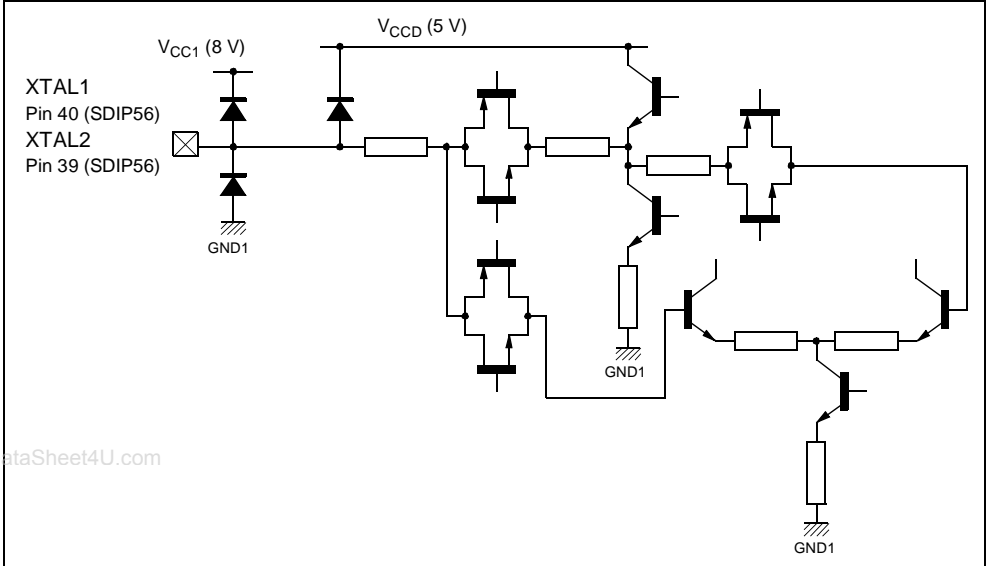 V_CCD (5 V)
V_CC1 (8 V)
XTAL1
Pin 40 (SDIP56)
XTAL2
Pin 39 (SDIP56)
GND1
GND1
GND1
ataSheet4U.com